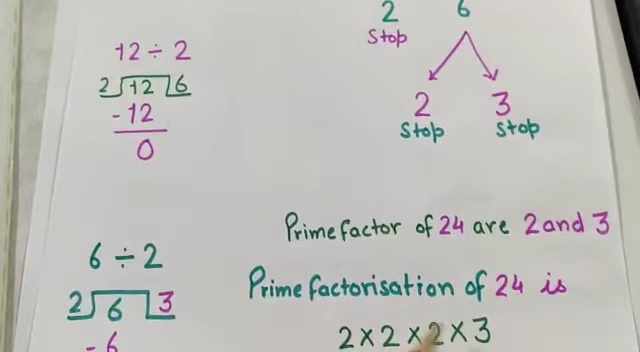 12 ÷ 2
2 12 6
-12
0
6 ÷ 2
2 6 3
-6
2 6
Stop
2 3
Stop Stop
Prime factor of 24 are 2 and 3
Prime factorisation of 24 is
2 × 2 × 2 × 3